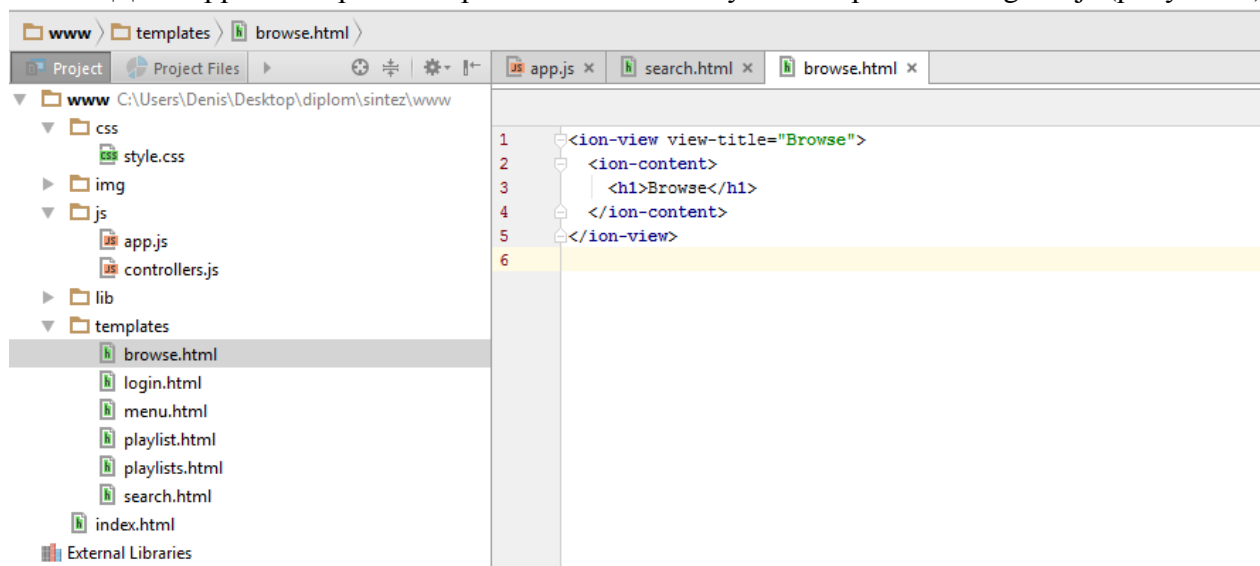 www templates browse.html
Project Project Files
www C:\Users\Denis\Desktop\diplom\sintez\www
css
style.css
img
js
app.js
controllers.js
lib
templates
browse.html
login.html
menu.html
playlist.html
playlists.html
search.html
index.html
External Libraries
app.js search.html browse.html
1 <ion-view view-title="Browse">
2 <ion-content>
3 <h1>Browse</h1>
4 </ion-content>
5 </ion-view>
6